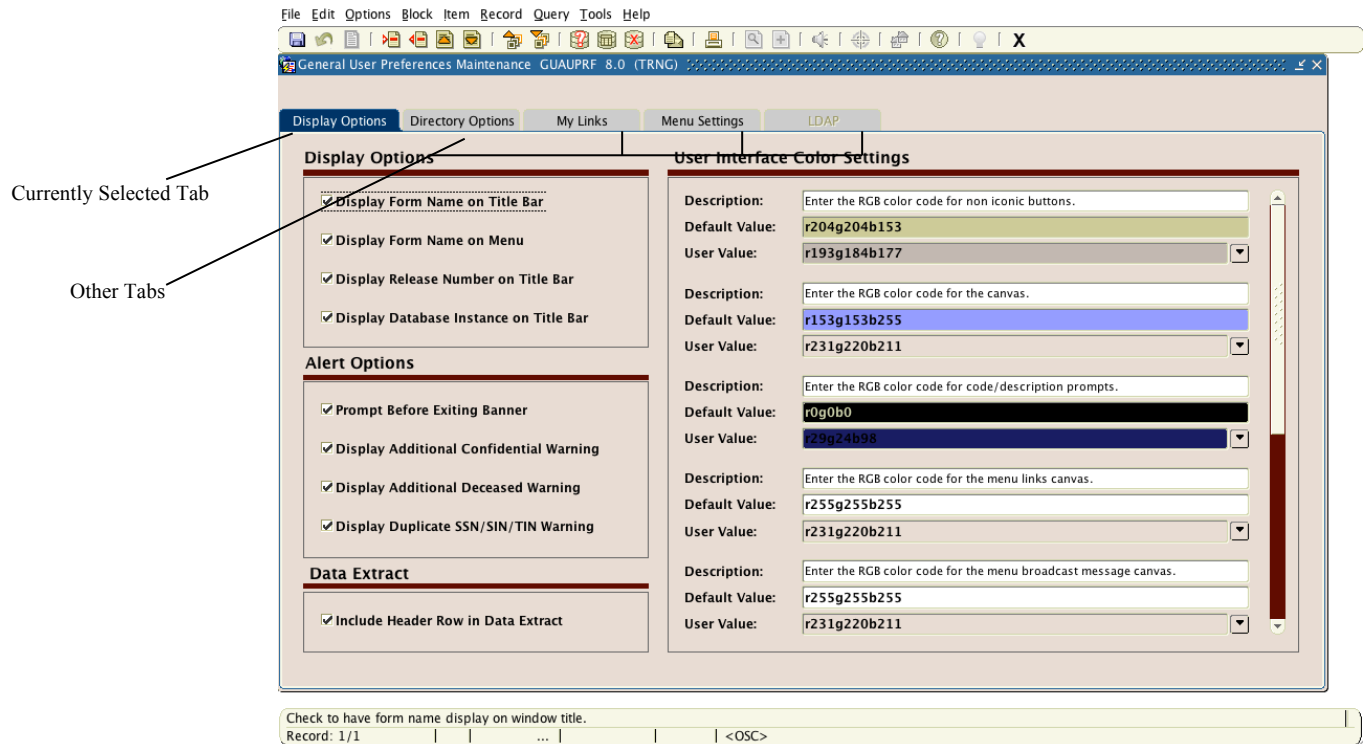 File Edit Options Block Item Record Query Tools Help
X
General User Preferences Maintenance GUAUPRF 8.0 (TRNG)
Display Options Directory Options My Links Menu Settings LDAP
Currently Selected Tab
Other Tabs
Display Options
Display Form Name on Title Bar
Display Form Name on Menu
Display Release Number on Title Bar
Display Database Instance on Title Bar
Alert Options
Prompt Before Exiting Banner
Display Additional Confidential Warning
Display Additional Deceased Warning
Display Duplicate SSN/SIN/TIN Warning
Data Extract
Include Header Row in Data Extract
User Interface Color Settings
Description: Enter the RGB color code for non iconic buttons.
Default Value: r204g204b153
User Value: r193g184b177
Description: Enter the RGB color code for the canvas.
Default Value: r153g153b255
User Value: r231g220b211
Description: Enter the RGB color code for code/description prompts.
Default Value: r0g0b0
User Value: r29g24b98
Description: Enter the RGB color code for the menu links canvas.
Default Value: r255g255b255
User Value: r231g220b211
Description: Enter the RGB color code for the menu broadcast message canvas.
Default Value: r255g255b255
User Value: r231g220b211
Check to have form name display on window title.
Record: 1/1 ... <OSC>